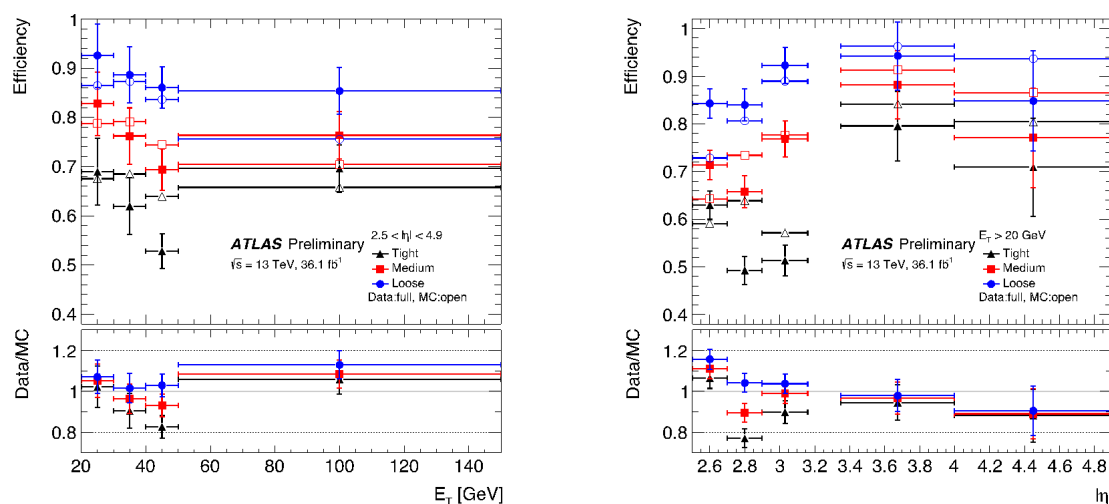 Efficiency
1
0.9
0.8
0.7
0.6
0.5
0.4
ATLAS Preliminary
√s = 13 TeV, 36.1 fb⁻¹
2.5 < |η| < 4.9
Tight
Medium
Loose
Data:full, MC:open
Data/MC
1.2
1
0.8
20 40 60 80 100 120 140
E_T [GeV]
Efficiency
1
0.9
0.8
0.7
0.6
0.5
0.4
ATLAS Preliminary
√s = 13 TeV, 36.1 fb⁻¹
E_T > 20 GeV
Tight
Medium
Loose
Data:full, MC:open
Data/MC
1.2
1
0.8
2.6 2.8 3 3.2 3.4 3.6 3.8 4 4.2 4.4 4.6 4.8
|η